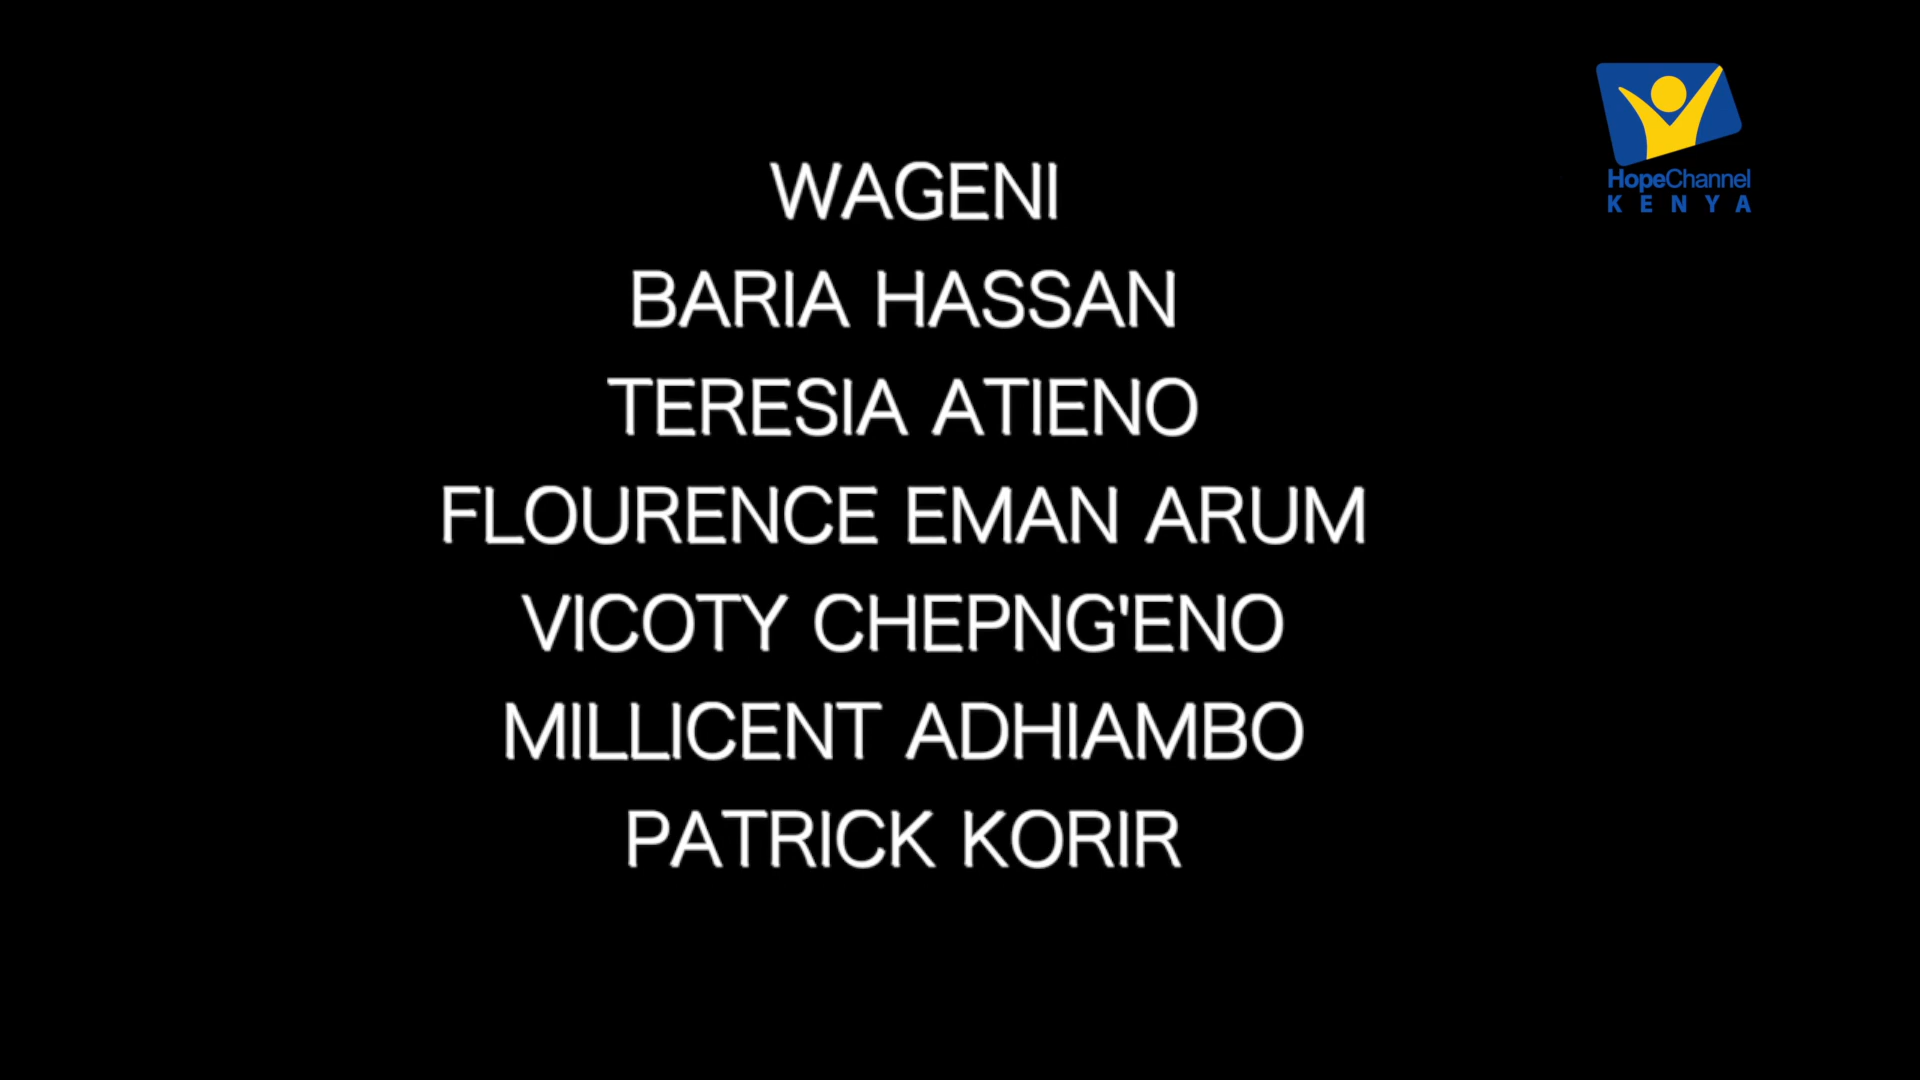 WAGENI
BARIA HASSAN
TERESIA ATIENO
FLOURENCE EMAN ARUM
VICOTY CHEPNG'ENO
MILLICENT ADHIAMBO
PATRICK KORIR
HopeChannel
KENYA